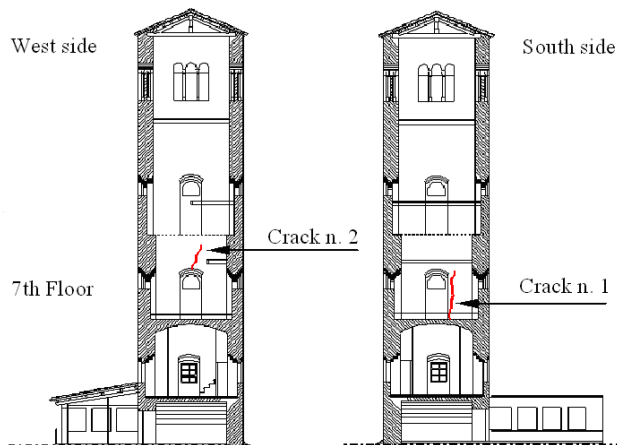 West side
South side
Crack n. 2
7th Floor
Crack n. 1